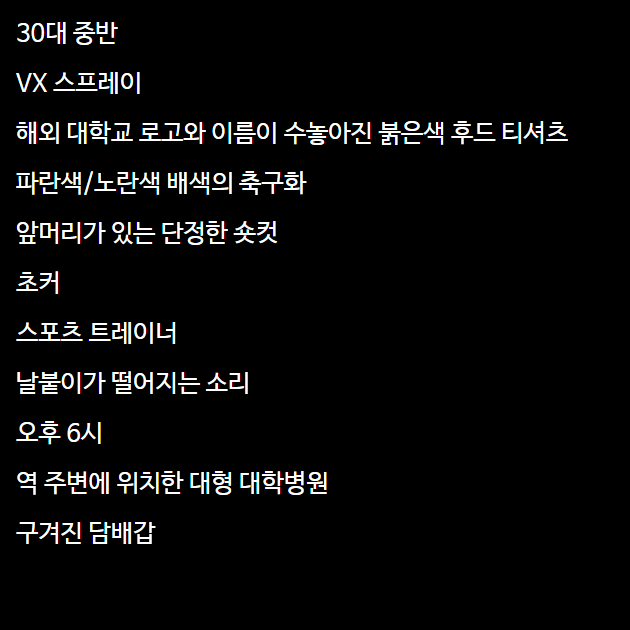 30대 중반
VX 스프레이
해외 대학교 로고와 이름이 수놓아진 붉은색 후드 티셔츠
파란색/노란색 배색의 축구화
앞머리가 있는 단정한 숏컷
초커
스포츠 트레이너
날붙이가 떨어지는 소리
오후 6시
역 주변에 위치한 대형 대학병원
구겨진 담배갑